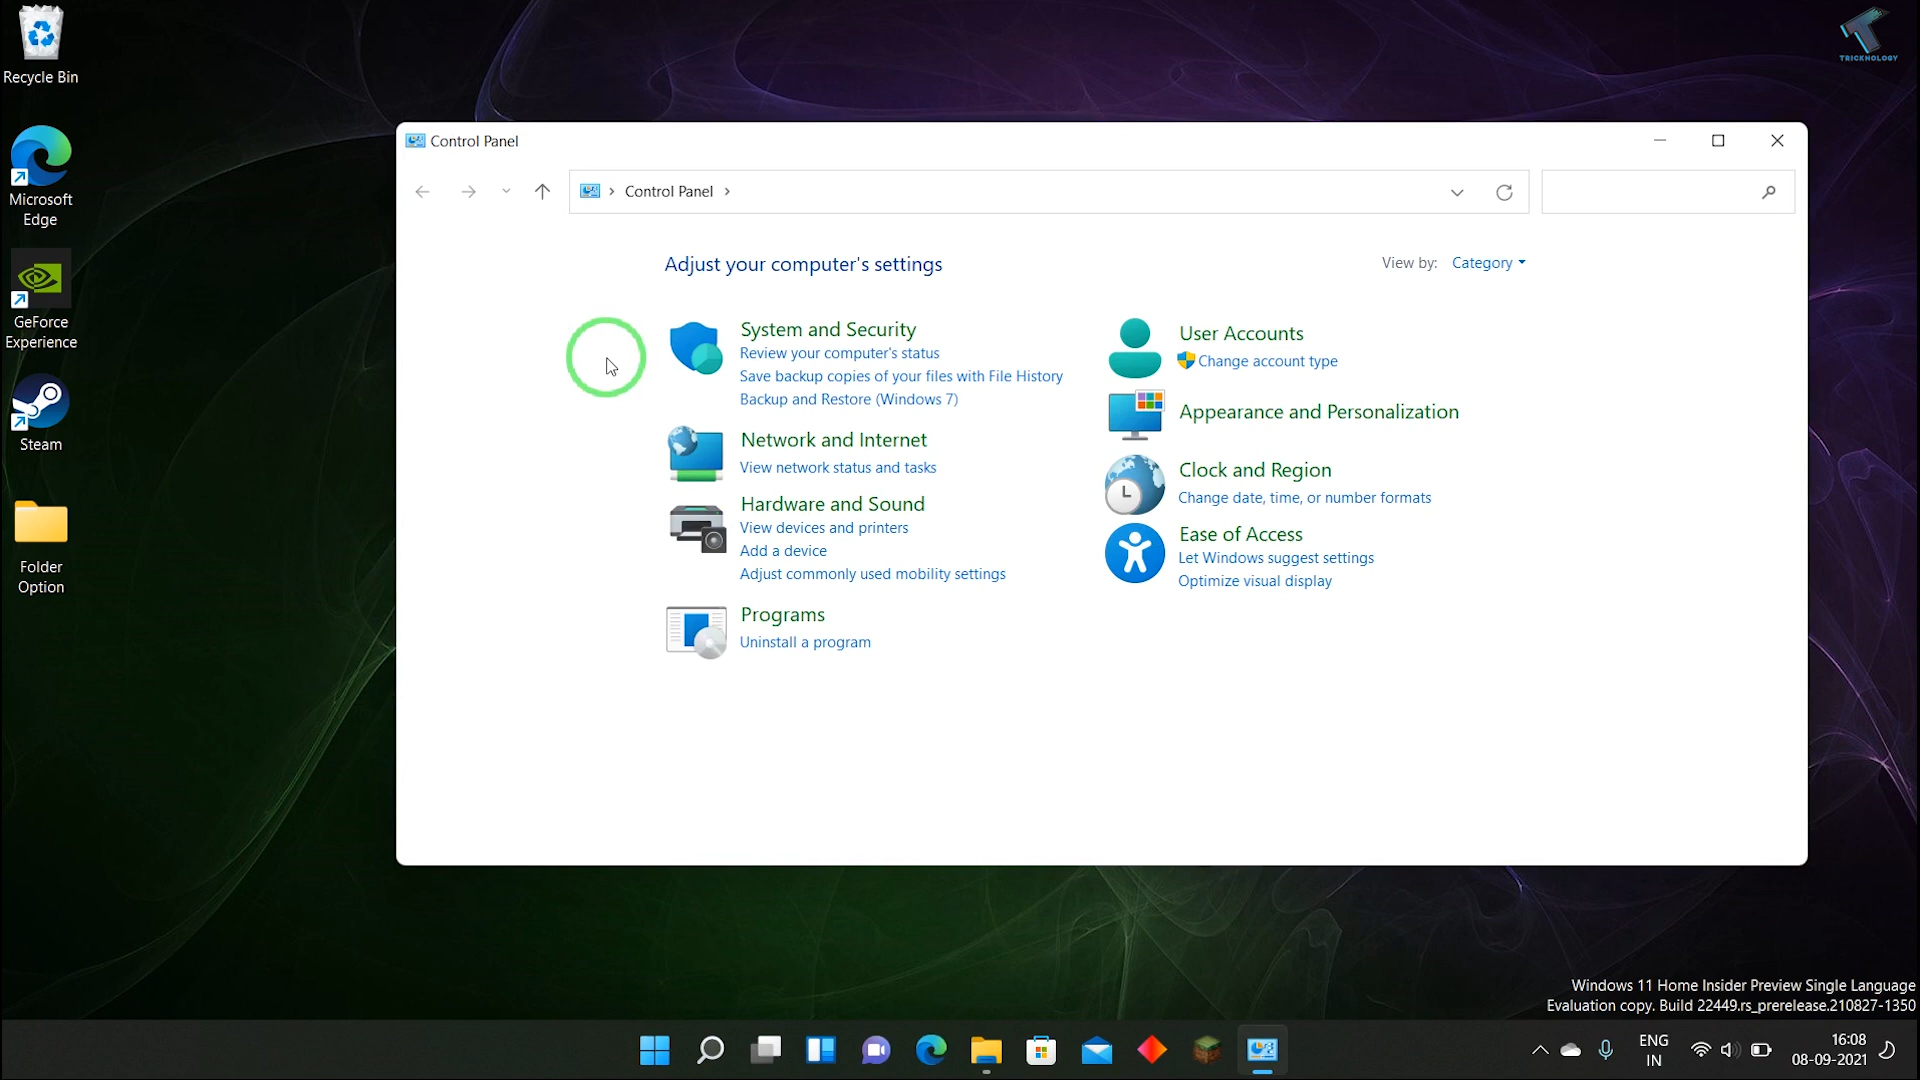 Recycle Bin
Microsoft
Edge
GeForce
Experience
Steam
Folder
Option
TRICKNOLOGY
Control Panel
Control Panel
Adjust your computer's settings
View by: Category
System and Security
Review your computer's status
Save backup copies of your files with File History
Backup and Restore (Windows 7)
Network and Internet
View network status and tasks
Hardware and Sound
View devices and printers
Add a device
Adjust commonly used mobility settings
Programs
Uninstall a program
User Accounts
Change account type
Appearance and Personalization
Clock and Region
Change date, time, or number formats
Ease of Access
Let Windows suggest settings
Optimize visual display
Windows 11 Home Insider Preview Single Language
Evaluation copy. Build 22449.rs_prerelease.210827-1350
ENG
IN
16:08
08-09-2021